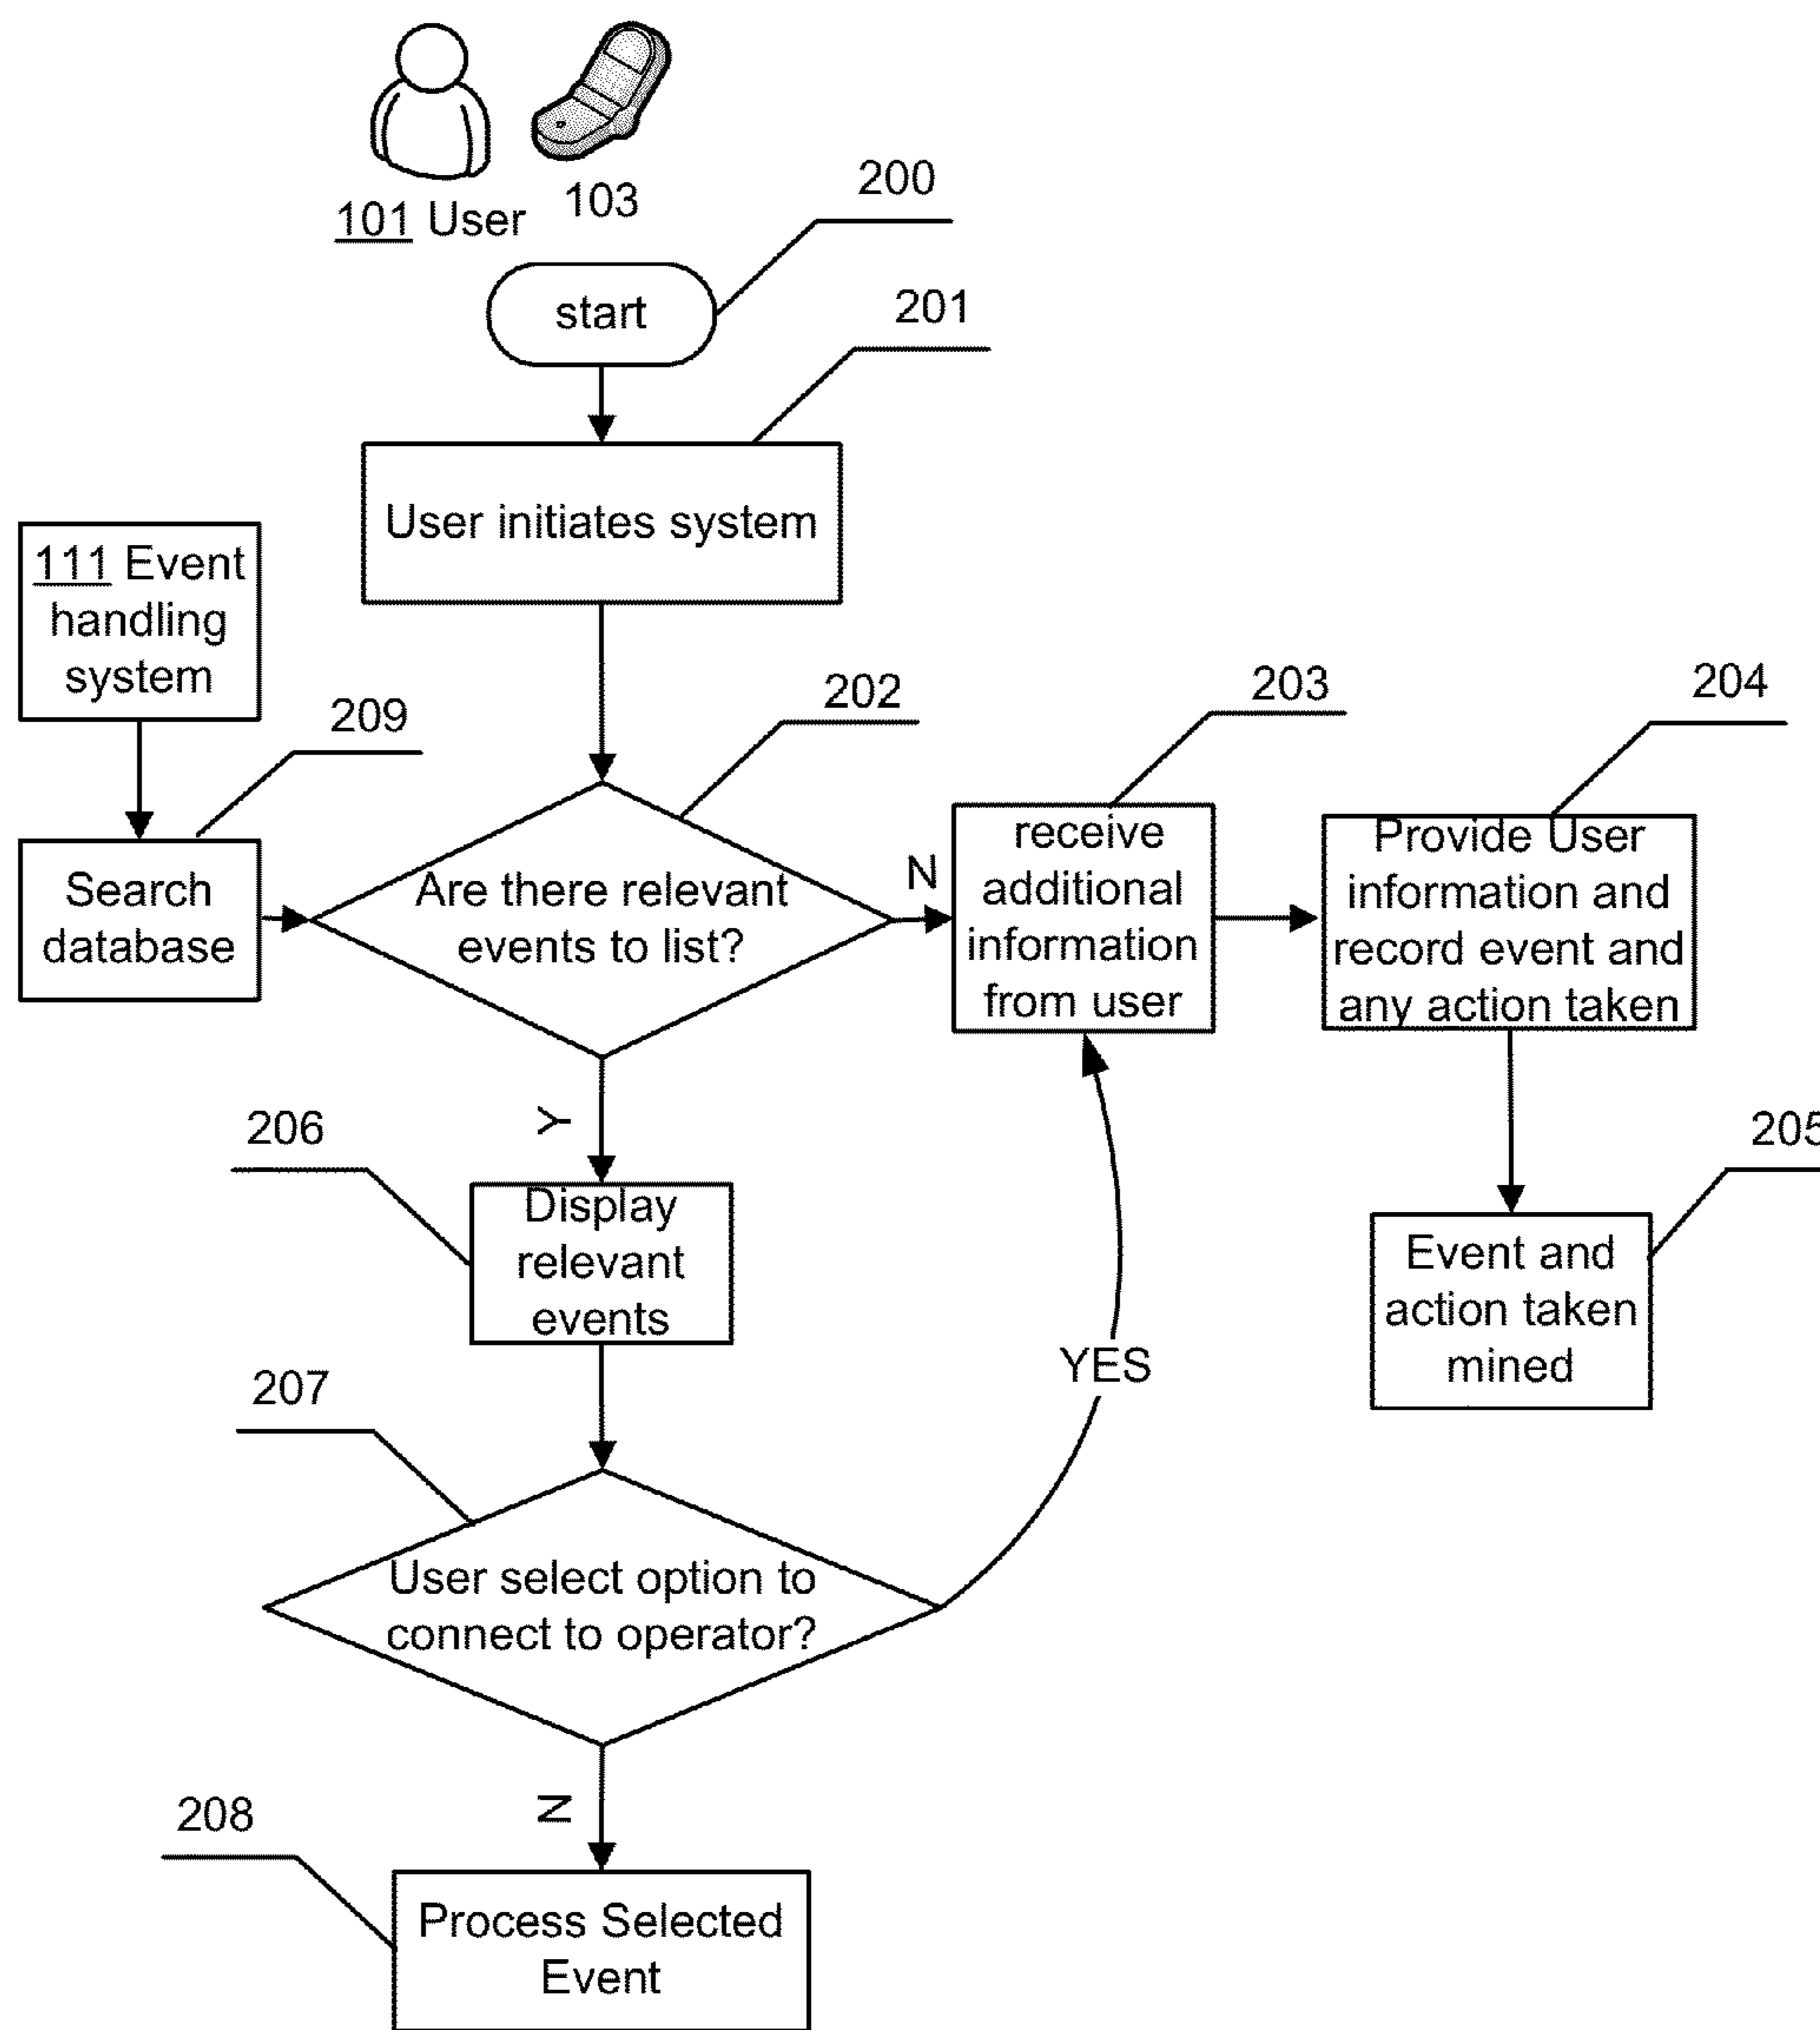 101 User
103
200
start
201
User initiates system
111 Event
handling
system
209
202
203
204
Search
database
Are there relevant
events to list?
N
receive
additional
information
from user
Provide User
information and
record event and
any action taken
Y
206
205
Display
relevant
events
Event and
action taken
mined
YES
207
User select option to
connect to operator?
N
208
Process Selected
Event